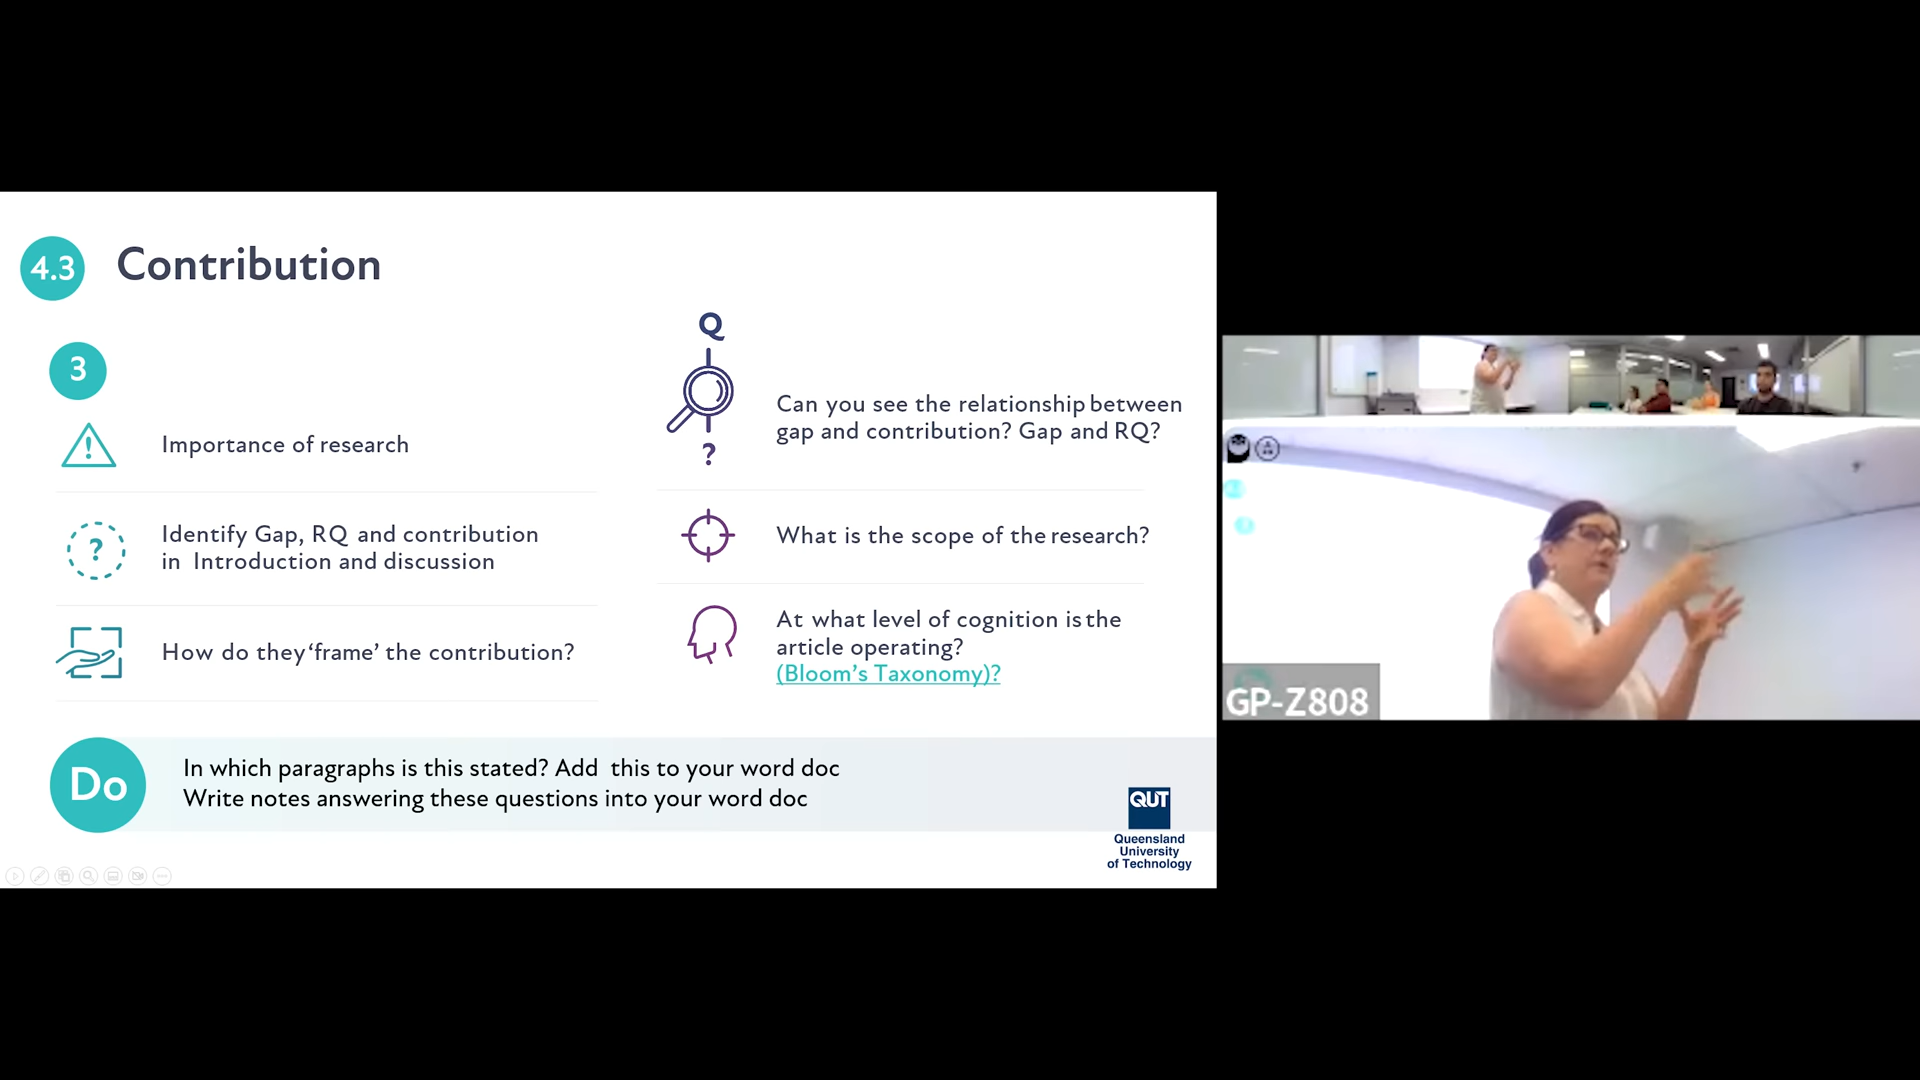 4.3 Contribution
3
Importance of research
Identify Gap, RQ and contribution
in Introduction and discussion
How do they 'frame' the contribution?
Q
?
Can you see the relationship between
gap and contribution? Gap and RQ?
What is the scope of the research?
At what level of cognition is the
article operating?
(Bloom's Taxonomy)?
?
Do
In which paragraphs is this stated? Add this to your word doc
Write notes answering these questions into your word doc
QUT
Queensland
University
of Technology
GP-Z808